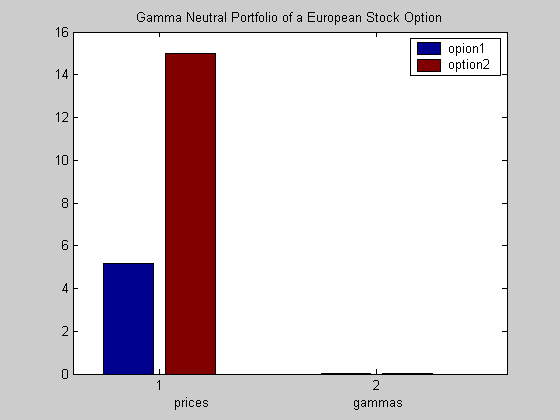 Gamma Neutral Portfolio of a European Stock Option
16
opion1
option2
14
12
10
8
6
4
2
0
1 2
prices gammas